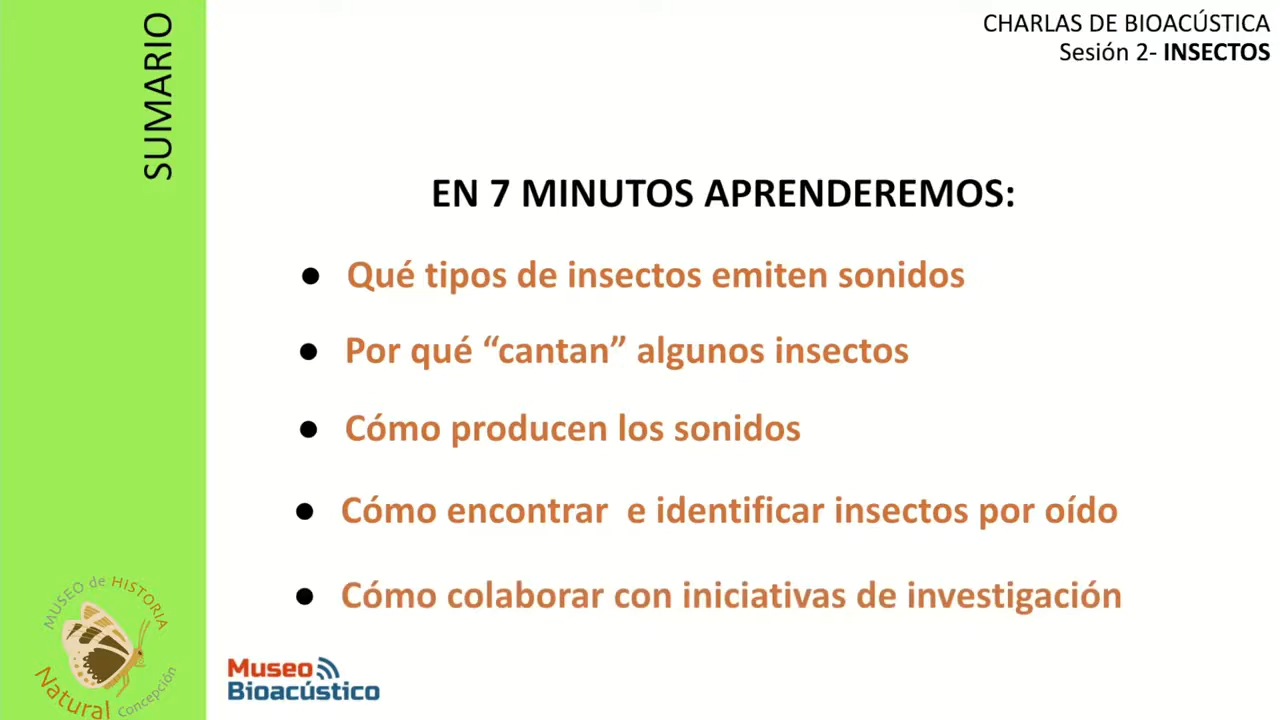 SUMARIO
CHARLAS DE BIOACÚSTICA
Sesión 2- INSECTOS
EN 7 MINUTOS APRENDEREMOS:
● Qué tipos de insectos emiten sonidos
● Por qué “cantan” algunos insectos
● Cómo producen los sonidos
● Cómo encontrar e identificar insectos por oído
● Cómo colaborar con iniciativas de investigación
MUSEO de HISTORIA
Natural Concepción
Museo
Bioacústico